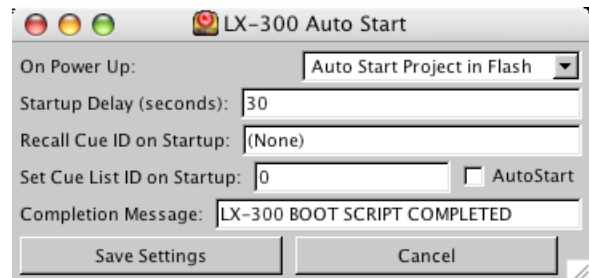 LX-300 Auto Start
On Power Up: Auto Start Project in Flash
Startup Delay (seconds): 30
Recall Cue ID on Startup: (None)
Set Cue List ID on Startup: 0 AutoStart
Completion Message: LX-300 BOOT SCRIPT COMPLETED
Save Settings Cancel